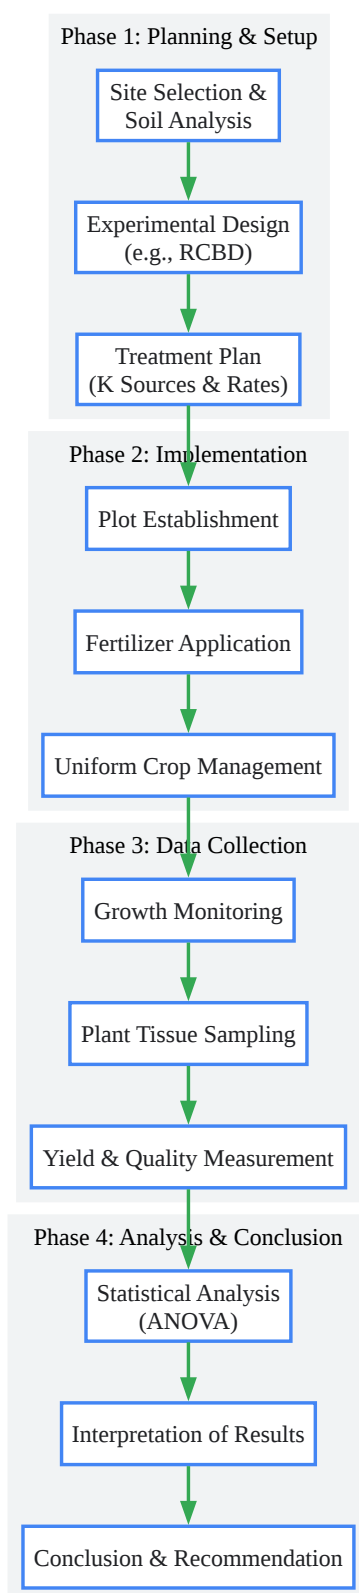 Phase 1: Planning & Setup
Site Selection &
Soil Analysis
Experimental Design
(e.g., RCBD)
Treatment Plan
(K Sources & Rates)
Phase 2: Implementation
Plot Establishment
Fertilizer Application
Uniform Crop Management
Phase 3: Data Collection
Growth Monitoring
Plant Tissue Sampling
Yield & Quality Measurement
Phase 4: Analysis & Conclusion
Statistical Analysis
(ANOVA)
Interpretation of Results
Conclusion & Recommendation